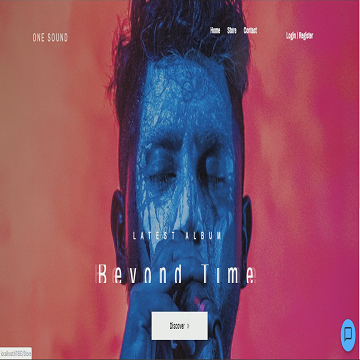 ONE SOUND
Home Store Contact
Login | Register
LATEST ALBUM
Beyond Time
Discover »